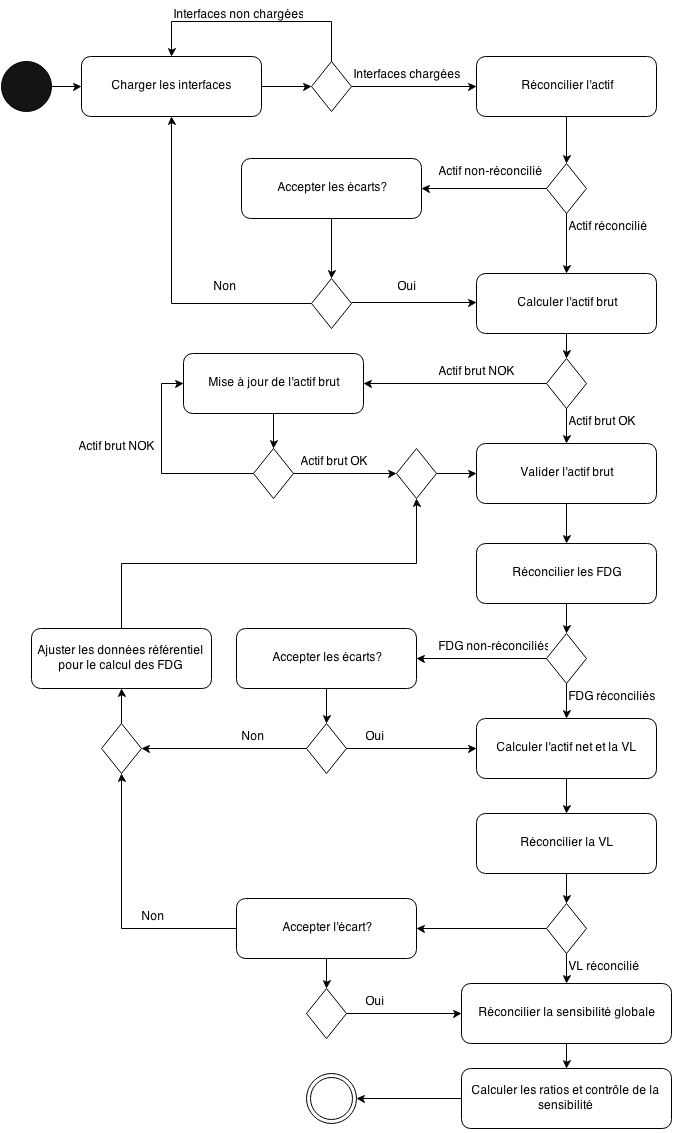 Interfaces non chargées
Charger les interfaces
Interfaces chargées
Réconcilier l'actif
Accepter les écarts?
Actif non-réconcilié
Actif réconcilié
Non
Oui
Calculer l'actif brut
Mise à jour de l'actif brut
Actif brut NOK
Actif brut OK
Actif brut NOK
Actif brut OK
Valider l'actif brut
Réconcilier les FDG
Ajuster les données référentiel
pour le calcul des FDG
Accepter les écarts?
FDG non-réconciliés
FDG réconciliés
Non
Oui
Calculer l'actif net et la VL
Réconcilier la VL
Non
Accepter l'écart?
VL réconcilié
Oui
Réconcilier la sensibilité globale
Calculer les ratios et contrôle de la
sensibilité